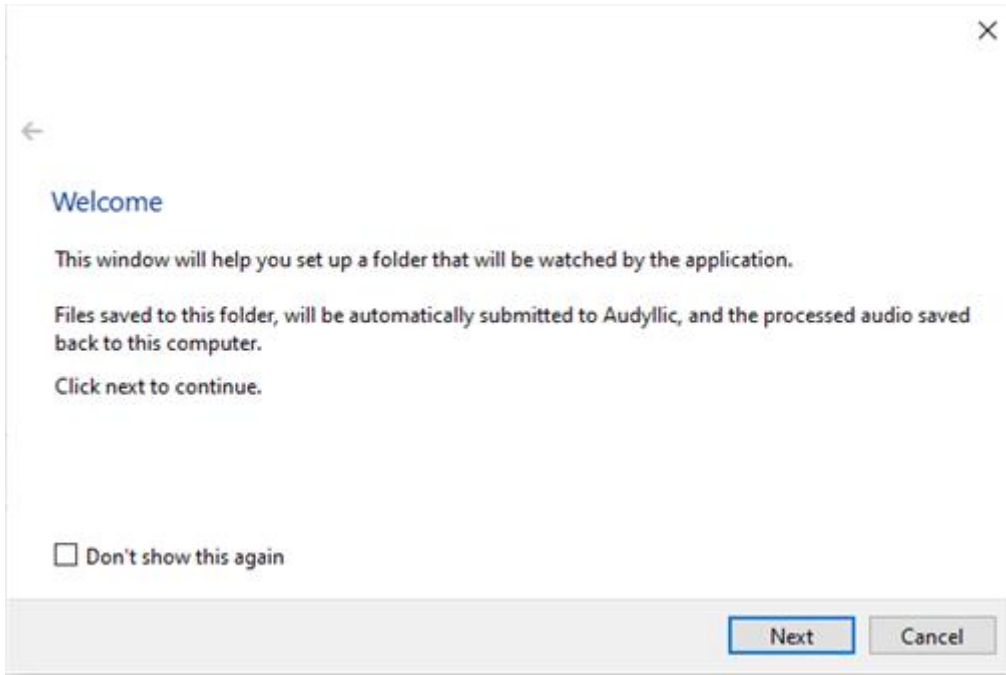 Welcome
This window will help you set up a folder that will be watched by the application.
Files saved to this folder, will be automatically submitted to Audyllic, and the processed audio saved
back to this computer.
Click next to continue.
Don't show this again
Next
Cancel